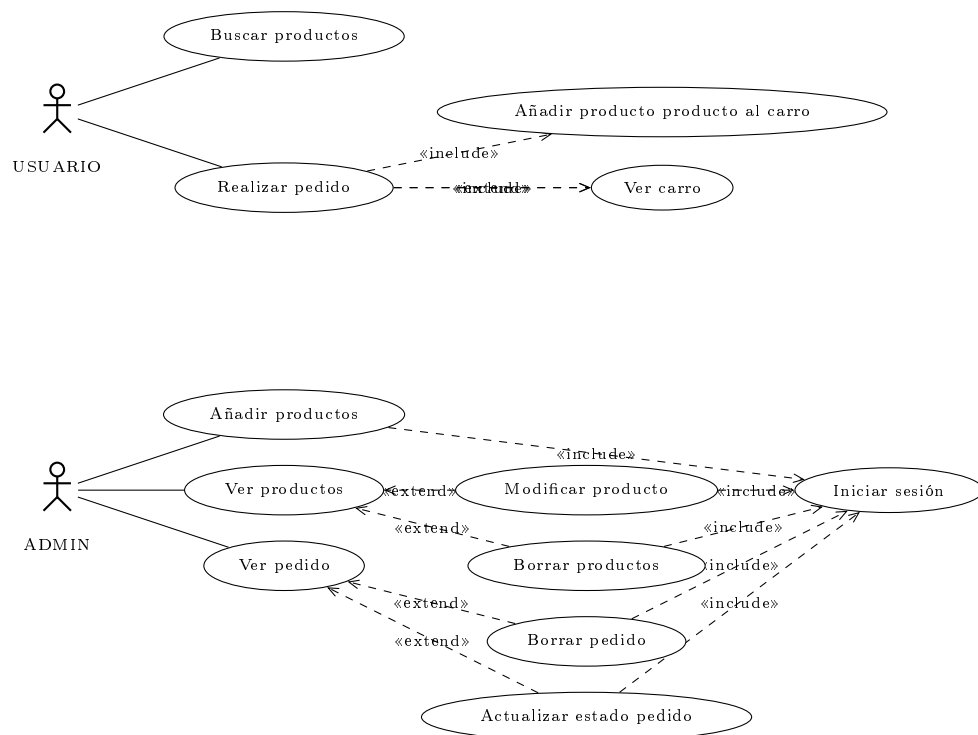 Buscar productos
Añadir producto producto al carro
«include»
USUARIO
Realizar pedido
«include»
«extend»
Ver carro
Añadir productos
«include»
Ver productos
«extend»
Modificar producto
«include»
Iniciar sesión
«extend»
«include»
ADMIN
Ver pedido
Borrar productos
«include»
«extend»
«include»
Borrar pedido
«extend»
Actualizar estado pedido